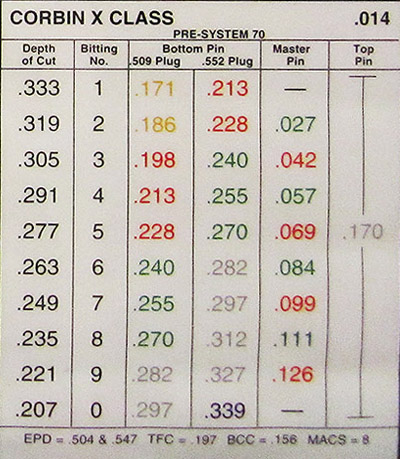 CORBIN X CLASS .014
PRE-SYSTEM 70
Depth of Cut Bitting No. Bottom Pin .509 Plug .552 Plug Master Pin Top Pin
.333 1 .171 .213 —
.319 2 .186 .228 .027
.305 3 .198 .240 .042
.291 4 .213 .255 .057
.277 5 .228 .270 .069 .170
.263 6 .240 .282 .084
.249 7 .255 .297 .099
.235 8 .270 .312 .111
.221 9 .282 .327 .126
.207 0 .297 .339 —
EPD = .504 & .547 TFC = .197 BCC = .156 MACS = 8